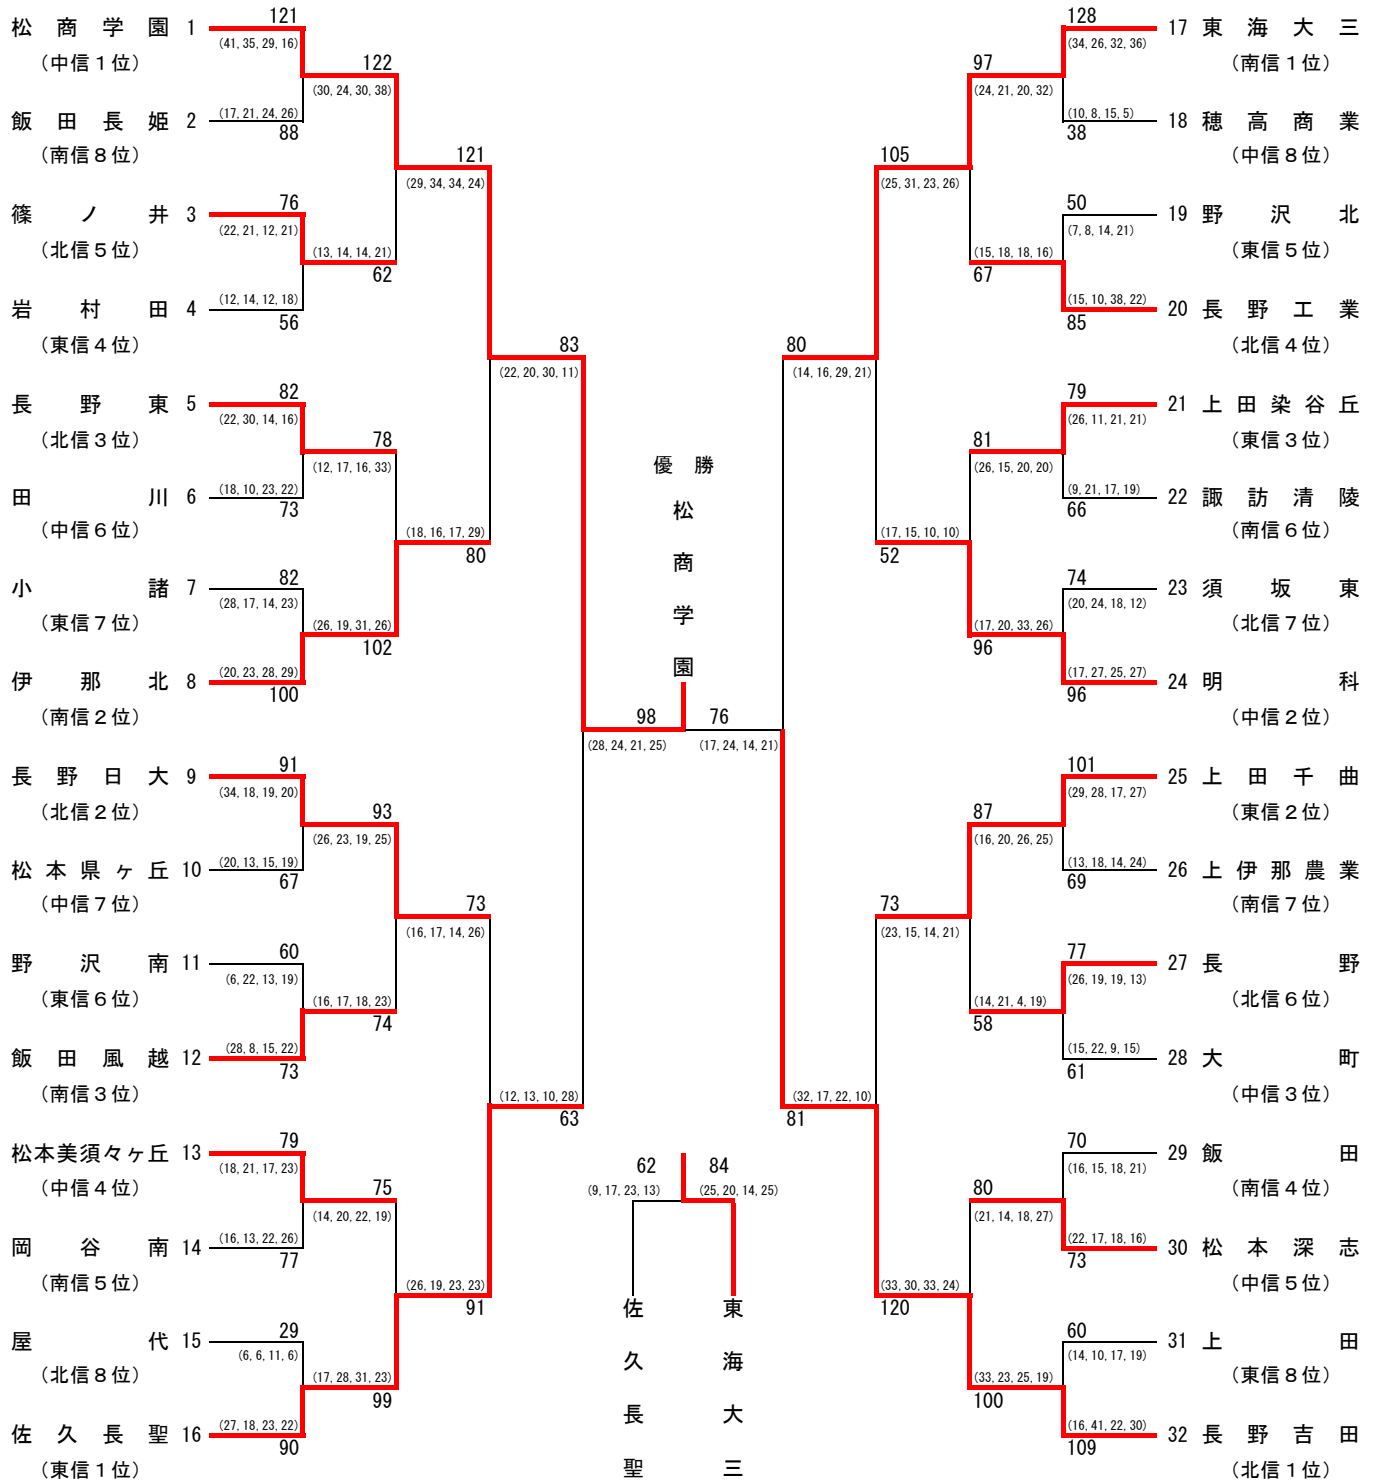 松商学園 1 121
(41, 35, 29, 16)
(中信1位)
122
(30, 24, 30, 38)
飯田長姫 2 (17, 21, 24, 26)
88
(南信8位)
121
(29, 34, 34, 24)
篠ノ井 3 76
(22, 21, 12, 21)
(北信5位)
(13, 14, 14, 21)
62
岩村田 4 (12, 14, 12, 18)
56
(東信4位)
83
(22, 20, 30, 11)
長野東 5 82
(22, 30, 14, 16)
(北信3位)
78
(12, 17, 16, 33)
田川 6 (18, 10, 23, 22)
73
(中信6位)
(18, 16, 17, 29)
80
小諸 7 82
(28, 17, 14, 23)
(東信7位)
(26, 19, 31, 26)
102
伊那北 8 (20, 23, 28, 29)
100
(南信2位)
98
(28, 24, 21, 25)
長野日大 9 91
(34, 18, 19, 20)
(北信2位)
93
(26, 23, 19, 25)
松本県ヶ丘 10 (20, 13, 15, 19)
67
(中信7位)
73
(16, 17, 14, 26)
野沢南 11 60
(6, 22, 13, 19)
(東信6位)
(16, 17, 18, 23)
74
飯田風越 12 (28, 8, 15, 22)
73
(南信3位)
(12, 13, 10, 28)
63
松本美須々ヶ丘 13 79
(18, 21, 17, 23)
(中信4位)
75
(14, 20, 22, 19)
岡谷南 14 (16, 13, 22, 26)
77
(南信5位)
(26, 19, 23, 23)
91
屋代 15 29
(6, 6, 11, 6)
(北信8位)
(17, 28, 31, 23)
99
佐久長聖 16 (27, 18, 23, 22)
90
(東信1位)
優勝
松商学園
76
(17, 24, 14, 21)
62
(9, 17, 23, 13)
84
(25, 20, 14, 25)
佐久長聖
東海大三
128
17 東海大三
(34, 26, 32, 36)
(南信1位)
97
(24, 21, 20, 32)
(10, 8, 15, 5)
38
18 穂高商業
(中信8位)
105
(25, 31, 23, 26)
50
19 野沢北
(7, 8, 14, 21)
(東信5位)
(15, 18, 18, 16)
67
(15, 10, 38, 22)
85
20 長野工業
(北信4位)
80
(14, 16, 29, 21)
79
21 上田染谷丘
(26, 11, 21, 21)
(東信3位)
81
(26, 15, 20, 20)
(9, 21, 17, 19)
66
22 諏訪清陵
(南信6位)
(17, 15, 10, 10)
52
74
23 須坂東
(20, 24, 18, 12)
(北信7位)
(17, 20, 33, 26)
96
(17, 27, 25, 27)
96
24 明科
(中信2位)
101
25 上田千曲
(29, 28, 17, 27)
(東信2位)
87
(16, 20, 26, 25)
(13, 18, 14, 24)
69
26 上伊那農業
(南信7位)
73
(23, 15, 14, 21)
77
27 長野
(26, 19, 19, 13)
(北信6位)
(14, 21, 4, 19)
58
(15, 22, 9, 15)
61
28 大町
(中信3位)
(32, 17, 22, 10)
81
70
29 飯田
(16, 15, 18, 21)
(南信4位)
80
(21, 14, 18, 27)
(22, 17, 18, 16)
73
30 松本深志
(中信5位)
(33, 30, 33, 24)
120
60
31 上田
(14, 10, 17, 19)
(東信8位)
(33, 23, 25, 19)
100
(16, 41, 22, 30)
109
32 長野吉田
(北信1位)